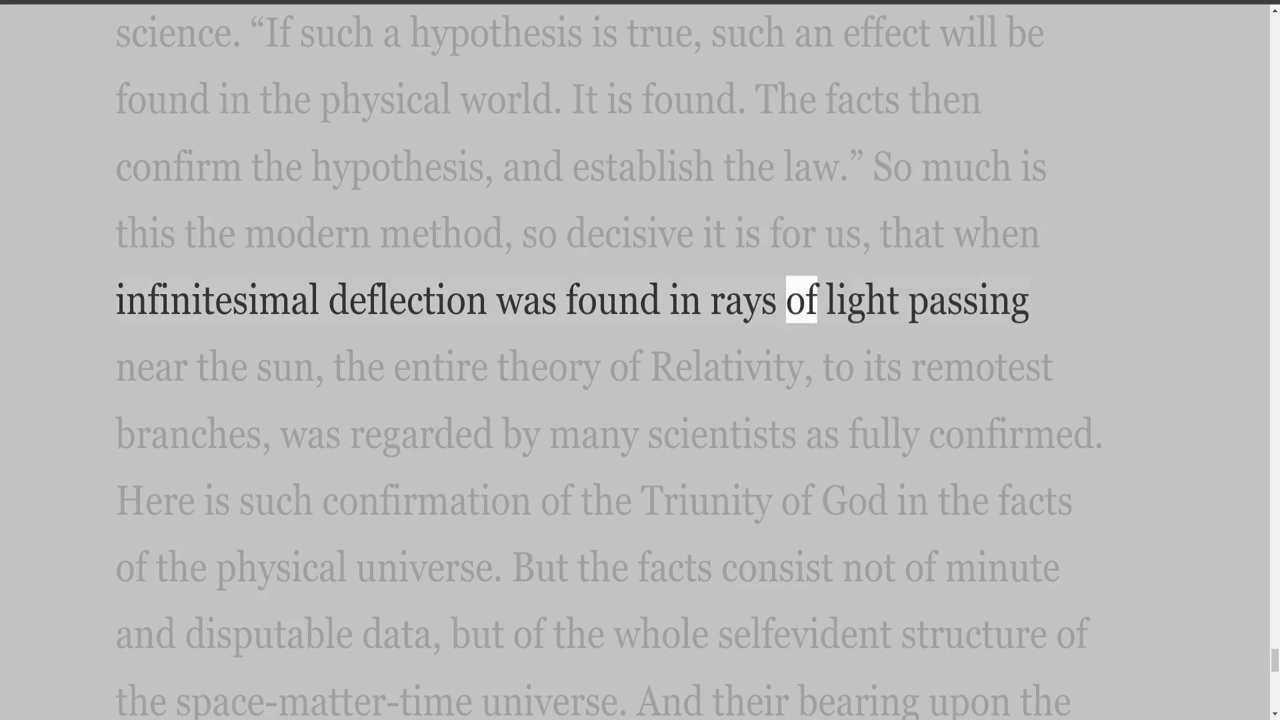 science. “If such a hypothesis is true, such an effect will be
found in the physical world. It is found. The facts then
confirm the hypothesis, and establish the law.” So much is
this the modern method, so decisive it is for us, that when
infinitesimal deflection was found in rays of light passing
near the sun, the entire theory of Relativity, to its remotest
branches, was regarded by many scientists as fully confirmed.
Here is such confirmation of the Triunity of God in the facts
of the physical universe. But the facts consist not of minute
and disputable data, but of the whole selfevident structure of
the space-matter-time universe. And their bearing upon the